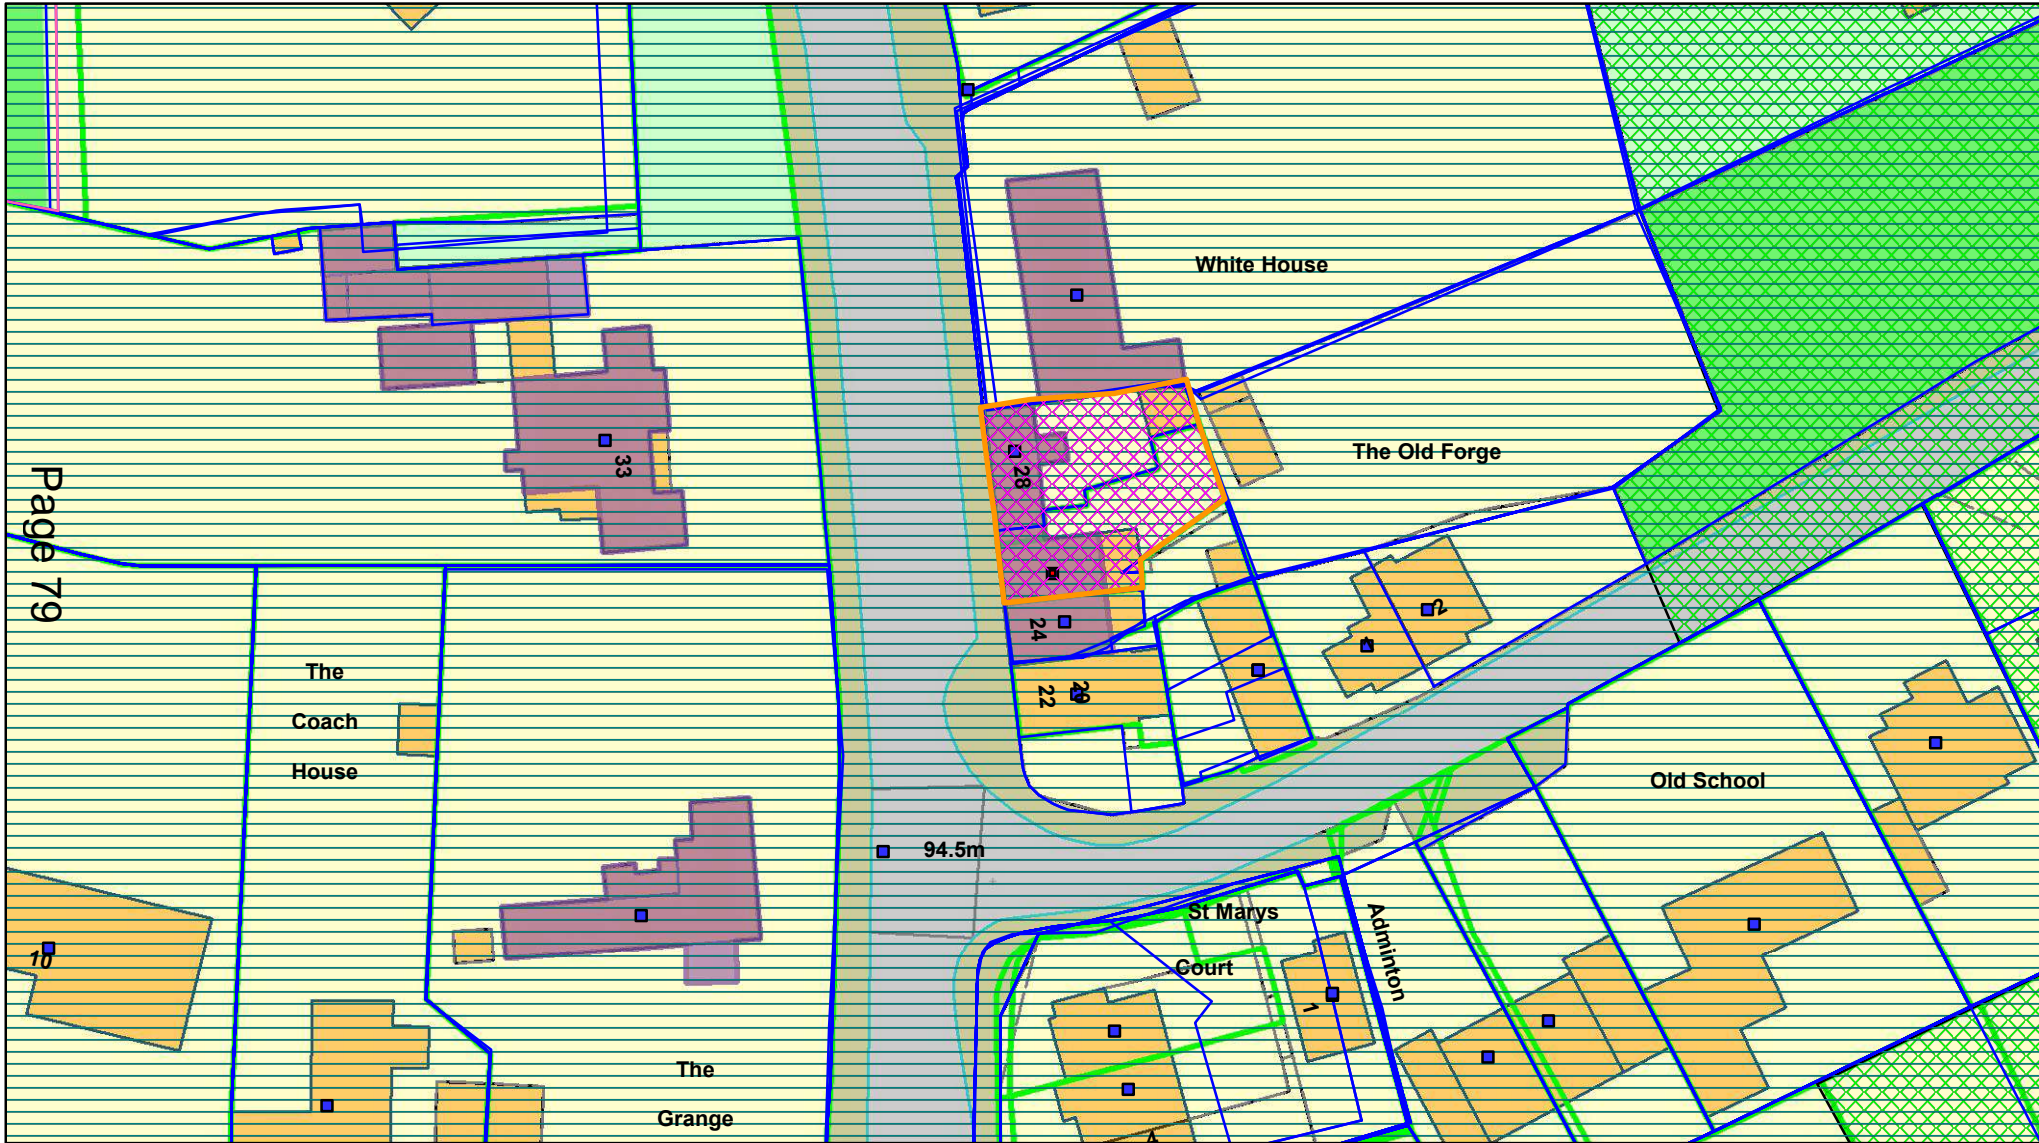 White House
The Old Forge
33
28
Page 79
2
24
The
Coach
House
22
20
Old School
94.5m
St Marys
Adminton
Court
10
1
The
Grange